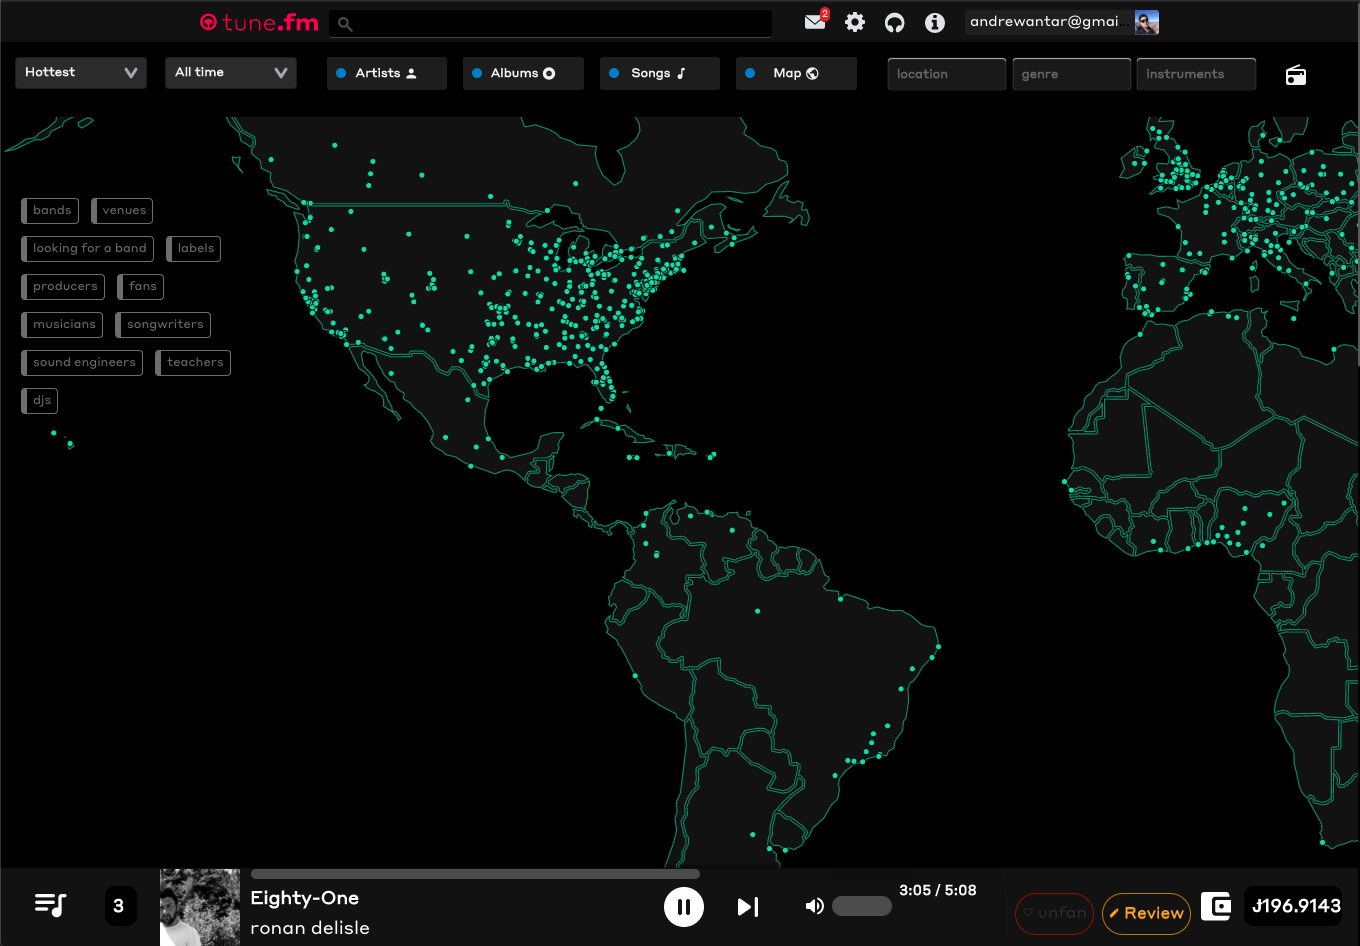 tune.fm
2
andrewantar@gmai...
Hottest
All time
Artists
Albums
Songs
Map
location
genre
instruments
bands venues
looking for a band labels
producers fans
musicians songwriters
sound engineers teachers
djs
3
Eighty-One
ronan delisle
3:05 / 5:08
unfan
Review
J196.9143